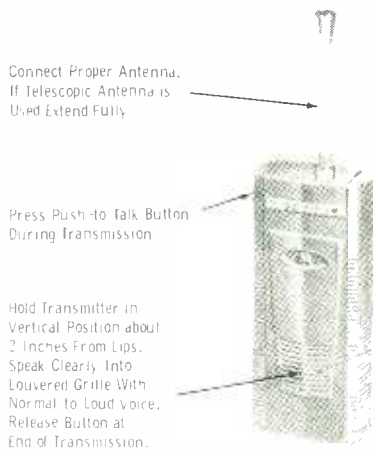 Connect Proper Antenna.
If Telescopic Antenna is
Used Extend Fully
Press Push-to Talk Button
During Transmission
Hold Transmitter in
Vertical Position about
2 Inches From Lips.
Speak Clearly Into
Louvered Grille With
Normal to Loud Voice.
Release Button at
End of Transmission.